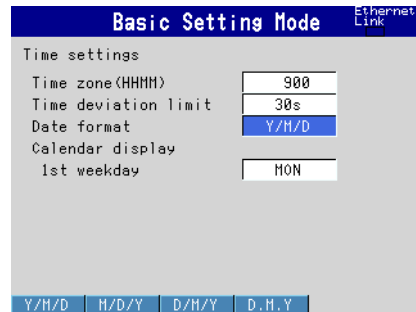 Basic Setting Mode
Ethernet
Link
Time settings
Time zone(HHMM) 900
Time deviation limit 30s
Date format Y/M/D
Calendar display
1st weekday MON
Y/M/D M/D/Y D/M/Y D.M.Y